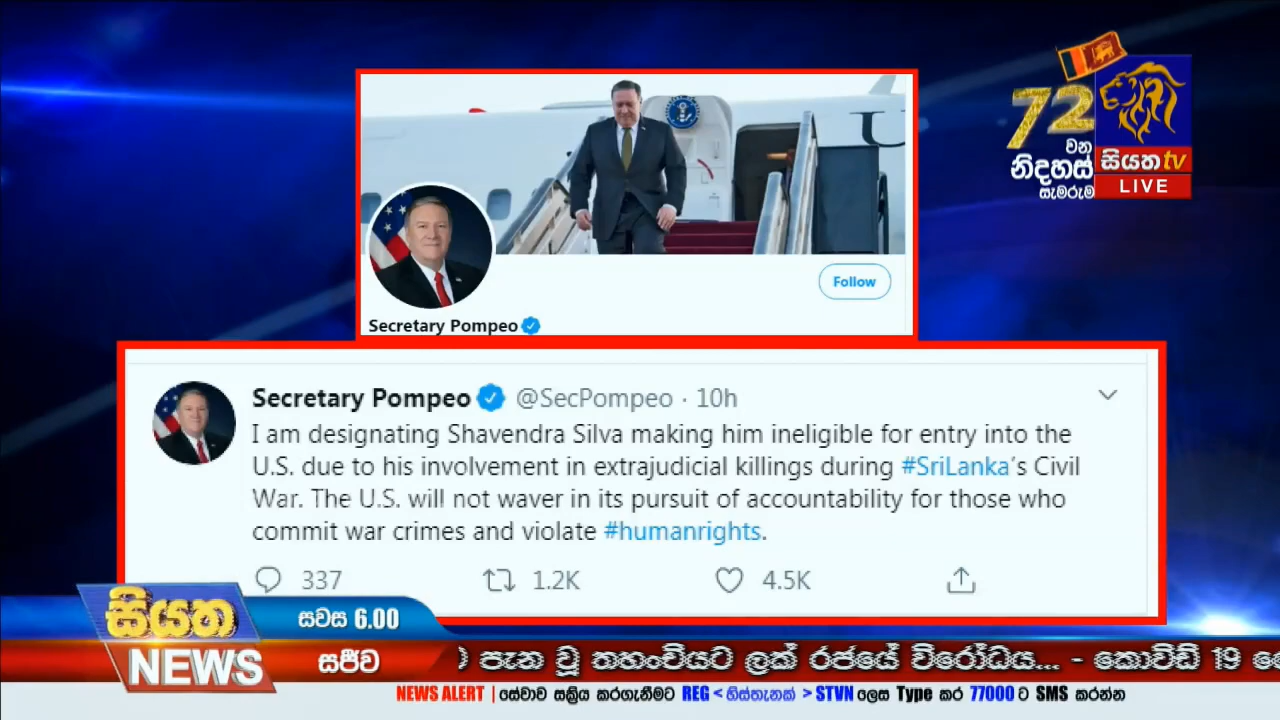 72
වන
නිදහස්
සැමරුම
සියත tv
LIVE
U
Follow
Secretary Pompeo
Secretary Pompeo @SecPompeo · 10h
I am designating Shavendra Silva making him ineligible for entry into the
U.S. due to his involvement in extrajudicial killings during #SriLanka's Civil
War. The U.S. will not waver in its pursuit of accountability for those who
commit war crimes and violate #humanrights.
337 1.2K 4.5K
සියත
සවස 6.00
NEWS
සජීව
පැන වූ තහංචියට ලක් රජයේ විරෝධය... - කොවිඩ් 19
NEWS ALERT | සේවාව සක්‍රිය කරගැනීමට REG < හිස්තැනක් > STVN ලෙස Type කර 77000 ට SMS කරන්න